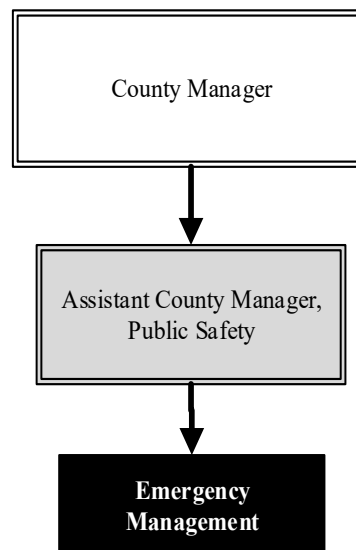 County Manager
Assistant County Manager,
Public Safety
Emergency
Management